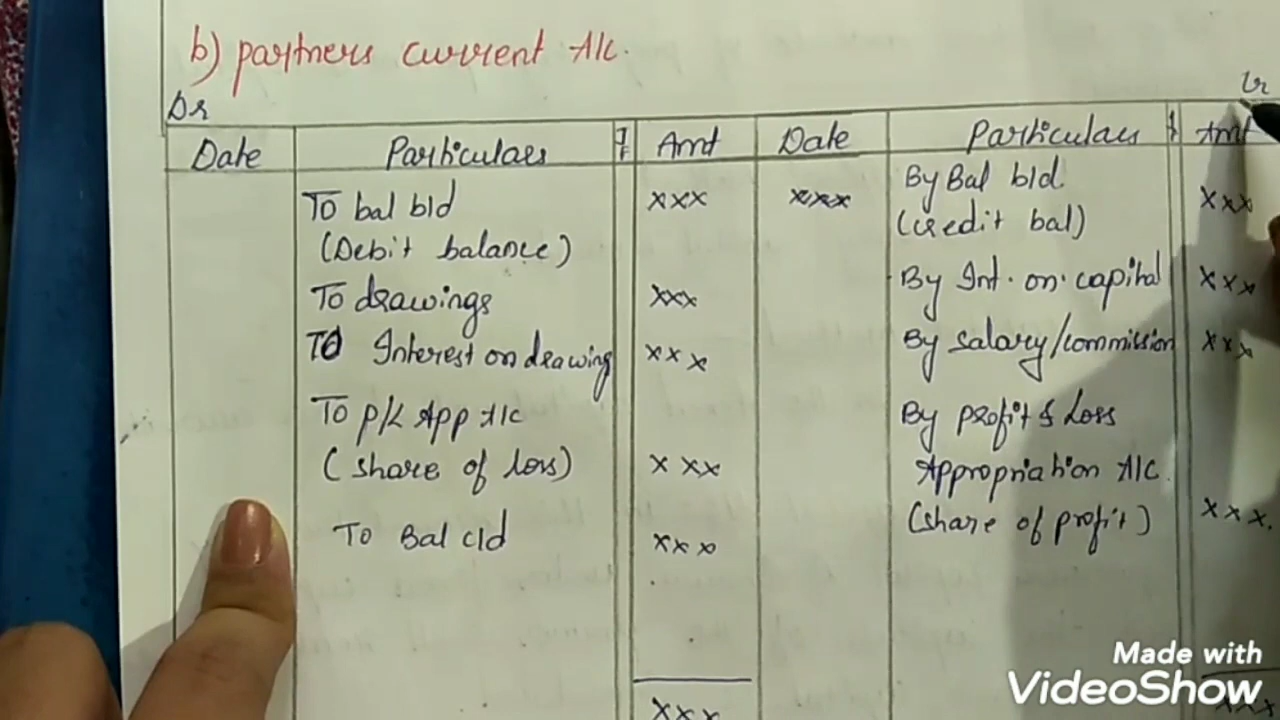 b) partners current A/c.
Dr
Cr
Date Particulars J F Amt Date Particulars Amt
To bal b/d xxx xxx By Bal b/d. xxx
(Debit balance) (credit bal)
To drawings xxx By Int. on. capital xxx
To Interest on drawing xxx By salary/commission xxx
To P/L App A/c By profit & Loss
(share of loss) xxx Appropriation A/c.
(share of profit) xxx.
To Bal c/d xxx
xxx xxx
Made with
VideoShow